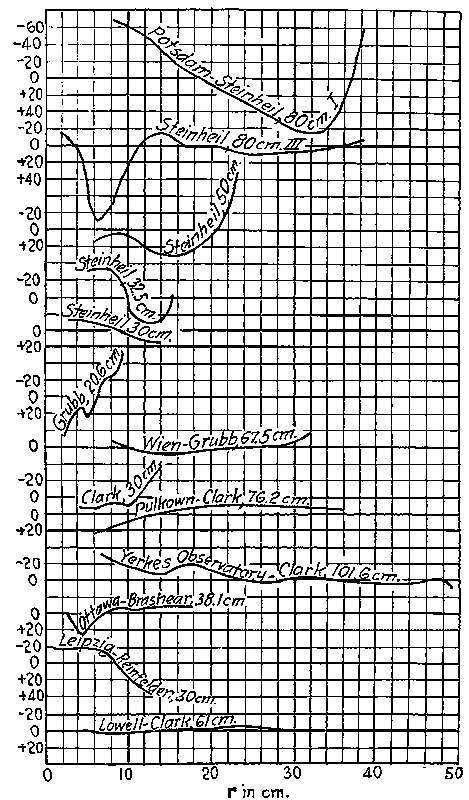 -60
-40
-20
0
+20
+40
Potsdam-Steinheil, 80cm, I
-20
0
+20
+40
Steinheil 80cm. III
-20
0
+20
Steinheil, 50cm.
Steinheil, 32.5cm.
-20
0
Steinheil, 30cm.
0
+20
-20
0
+20
Grubb, 20.6cm.
Wien-Grubb, 67.5cm.
0
-20
0
Clark, 30cm.
Pulkown-Clark, 76.2cm.
0
+20
Yerkes Observatory-Clark, 101.6cm.
-20
0
Ottawa-Brashear, 38.1cm
0
+20
Leipzig-Reinfelder, 30cm.
-20
0
+20
+40
Lowell-Clark, 61cm.
0
+20
0 10 20 30 40 50
r in cm.